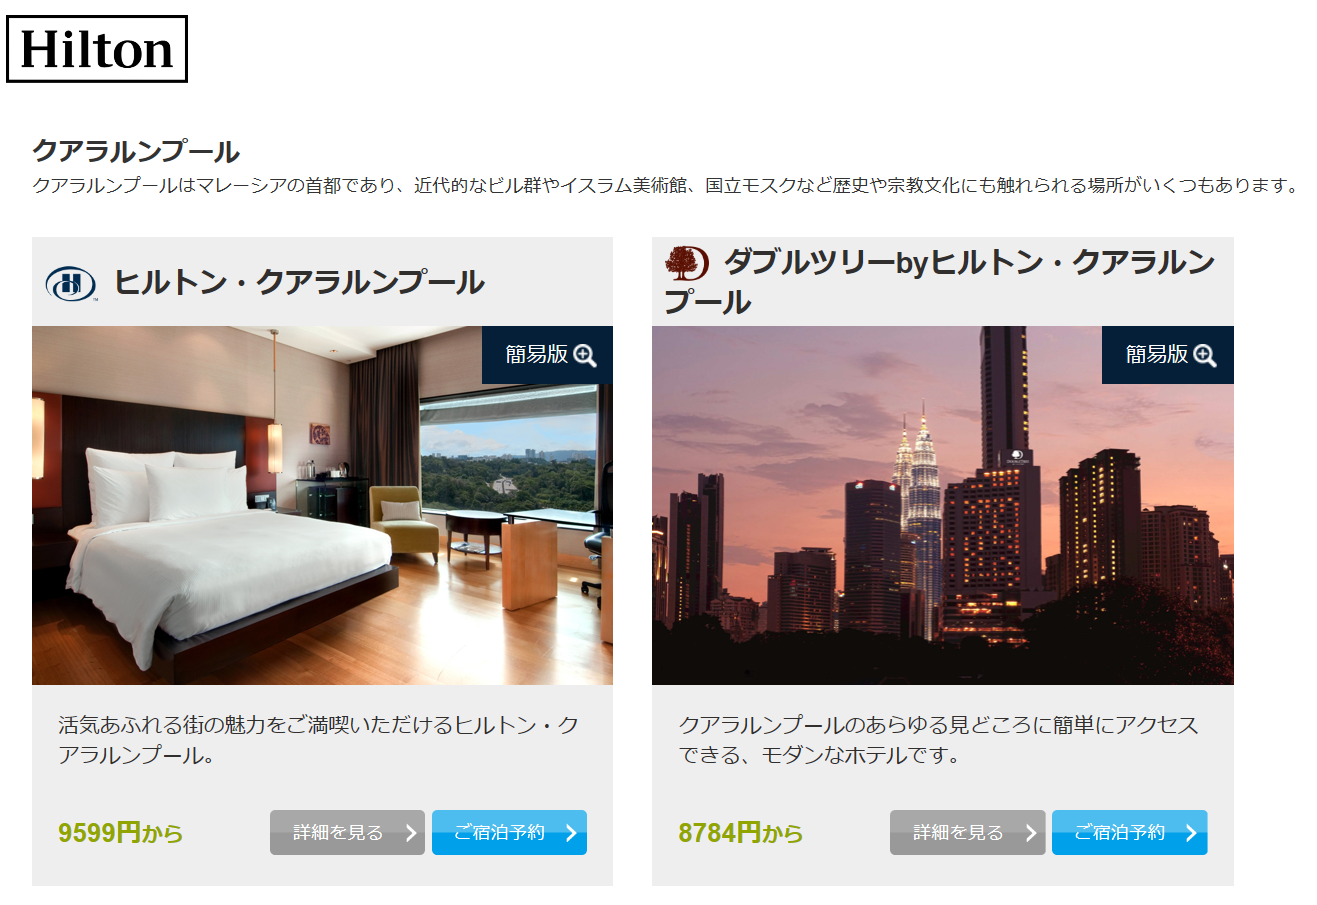 Hilton
クアラルンプール
クアラルンプールはマレーシアの首都であり、近代的なビル群やイスラム美術館、国立モスクなど歴史や宗教文化にも触れられる場所がいくつもあります。
ヒルトン・クアラルンプール
簡易版
活気あふれる街の魅力をご満喫いただけるヒルトン・ク
アラルンプール。
9599円から
詳細を見る
ご宿泊予約
ダブルツリーbyヒルトン・クアラルン
プール
簡易版
クアラルンプールのあらゆる見どころに簡単にアクセス
できる、モダンなホテルです。
8784円から
詳細を見る
ご宿泊予約